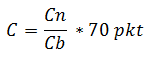 C = Cn/Cb * 70 pkt